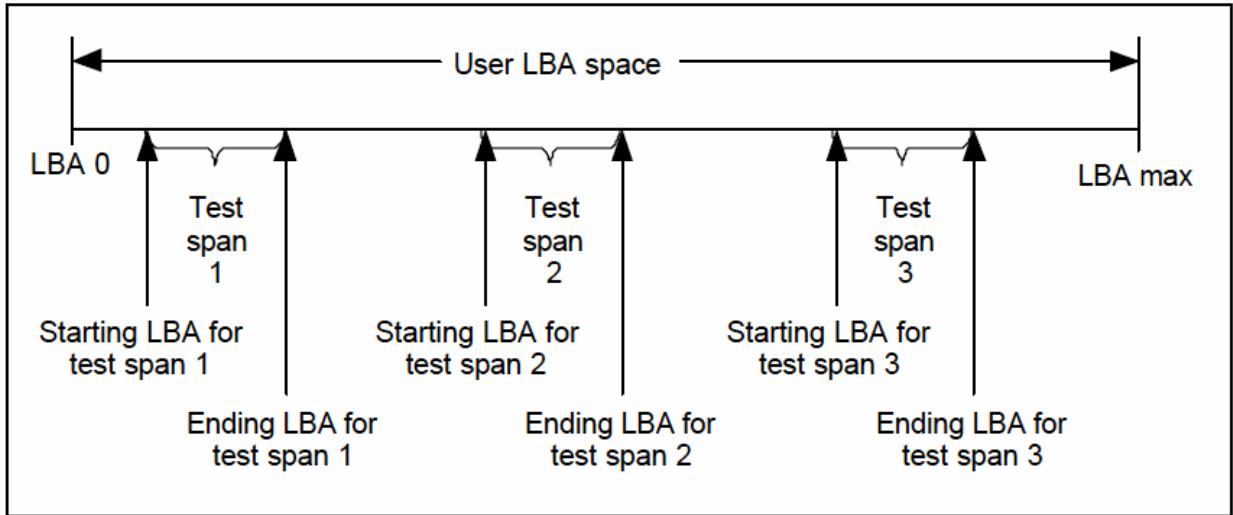 User LBA space
LBA 0
LBA max
Test
span
1
Test
span
2
Test
span
3
Starting LBA for
test span 1
Starting LBA for
test span 2
Starting LBA for
test span 3
Ending LBA for
test span 1
Ending LBA for
test span 2
Ending LBA for
test span 3